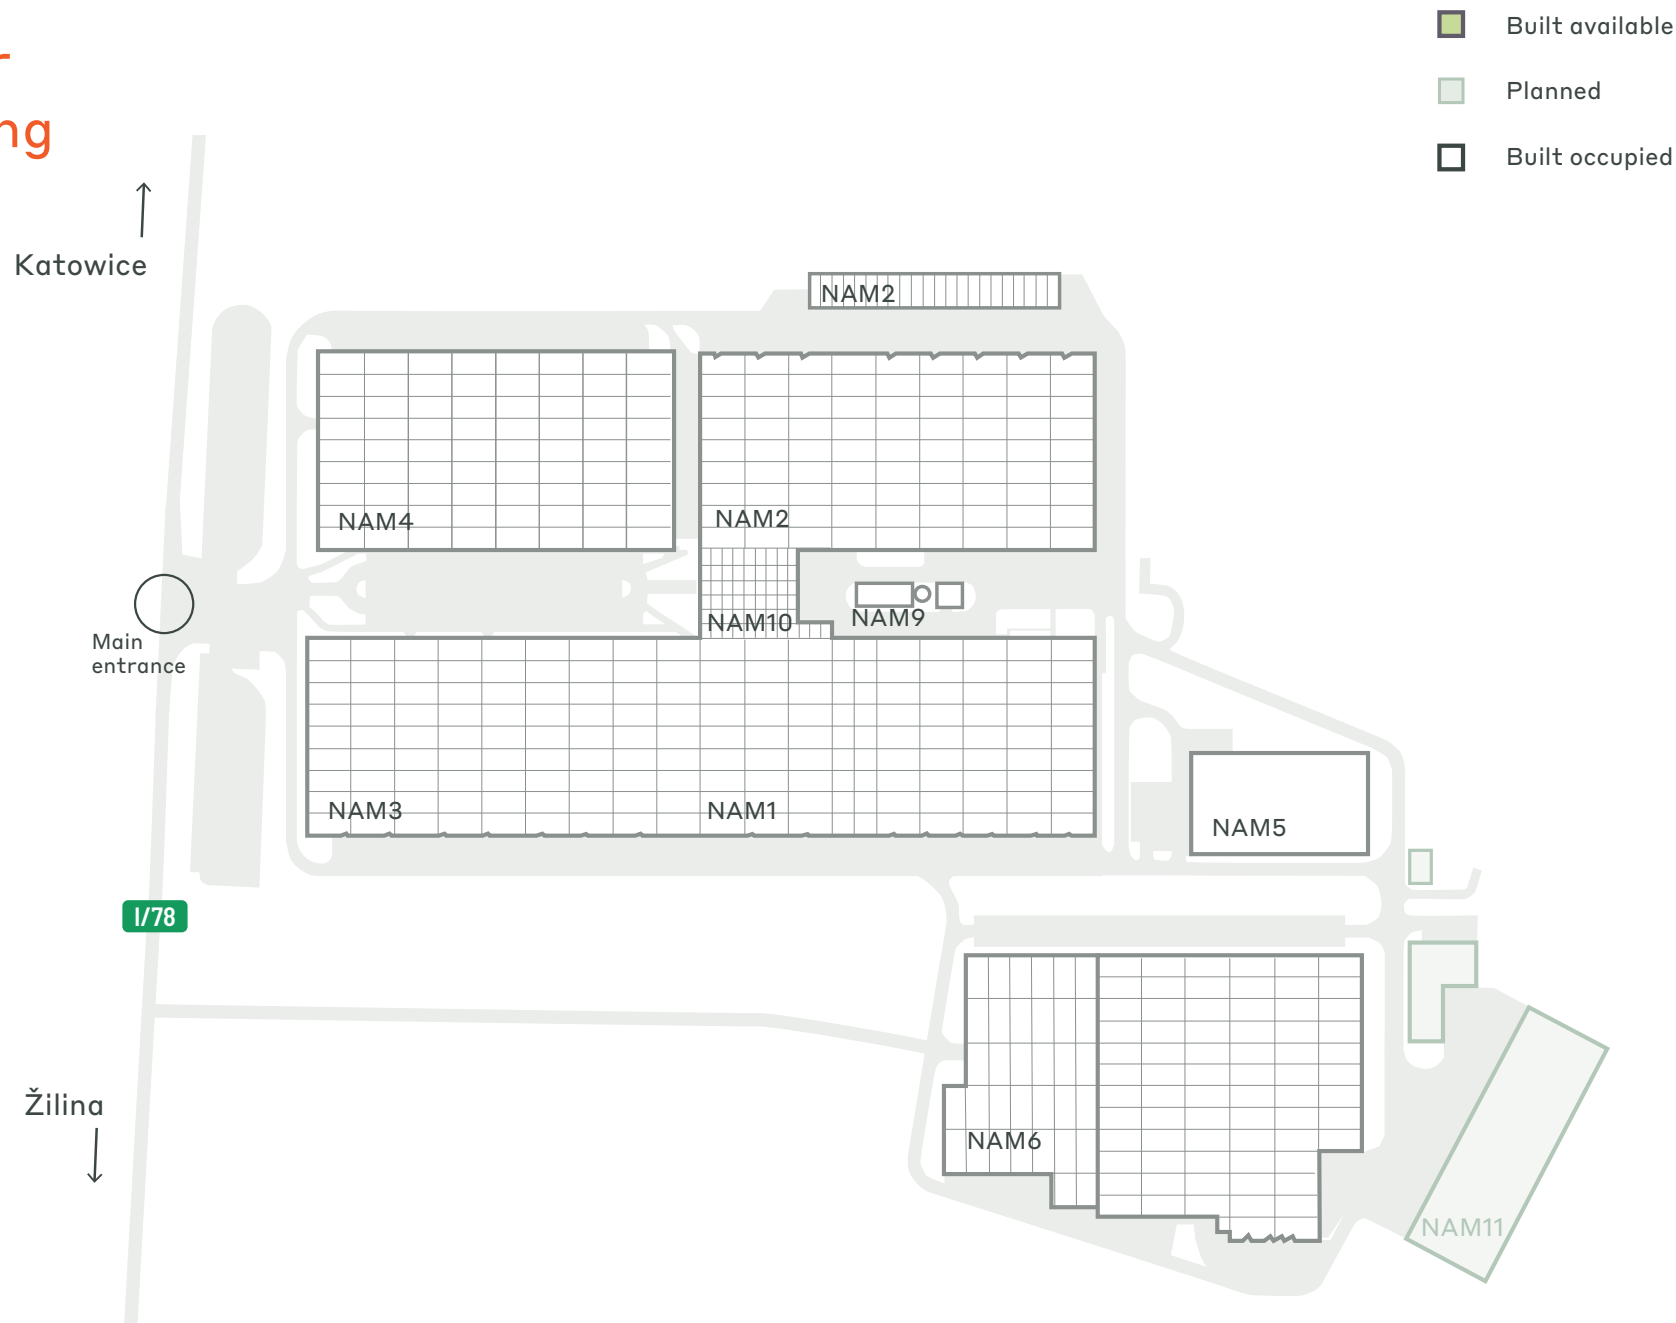 Built available
Planned
Built occupied
Katowice
NAM2
NAM4
NAM2
NAM10
NAM9
Main
entrance
NAM3
NAM1
NAM5
I/78
Žilina
NAM6
NAM11